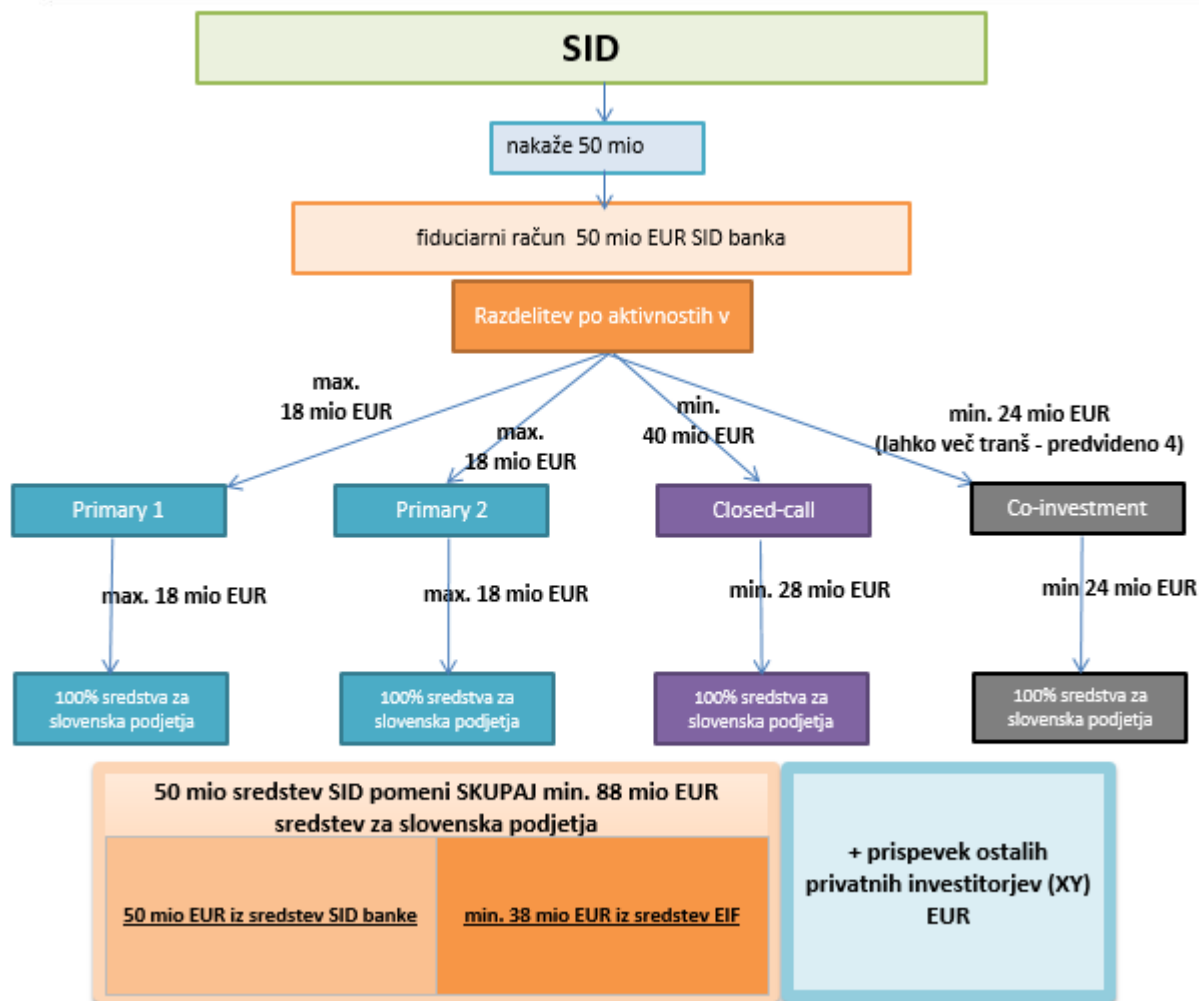 SID
nakaže 50 mio
fiduciarni račun 50 mio EUR SID banka
Razdelitev po aktivnostih v
max.
18 mio EUR
max.
18 mio EUR
min.
40 mio EUR
min. 24 mio EUR
(lahko več tranš - predvideno 4)
Primary 1
Primary 2
Closed-call
Co-investment
max. 18 mio EUR
max. 18 mio EUR
min. 28 mio EUR
min 24 mio EUR
100% sredstva za
slovenska podjetja
100% sredstva za
slovenska podjetja
100% sredstva za
slovenska podjetja
100% sredstva za
slovenska podjetja
50 mio sredstev SID pomeni SKUPAJ min. 88 mio EUR
sredstev za slovenska podjetja
50 mio EUR iz sredstev SID banke
min. 38 mio EUR iz sredstev EIF
+ prispevek ostalih
privatnih investitorjev (XY)
EUR